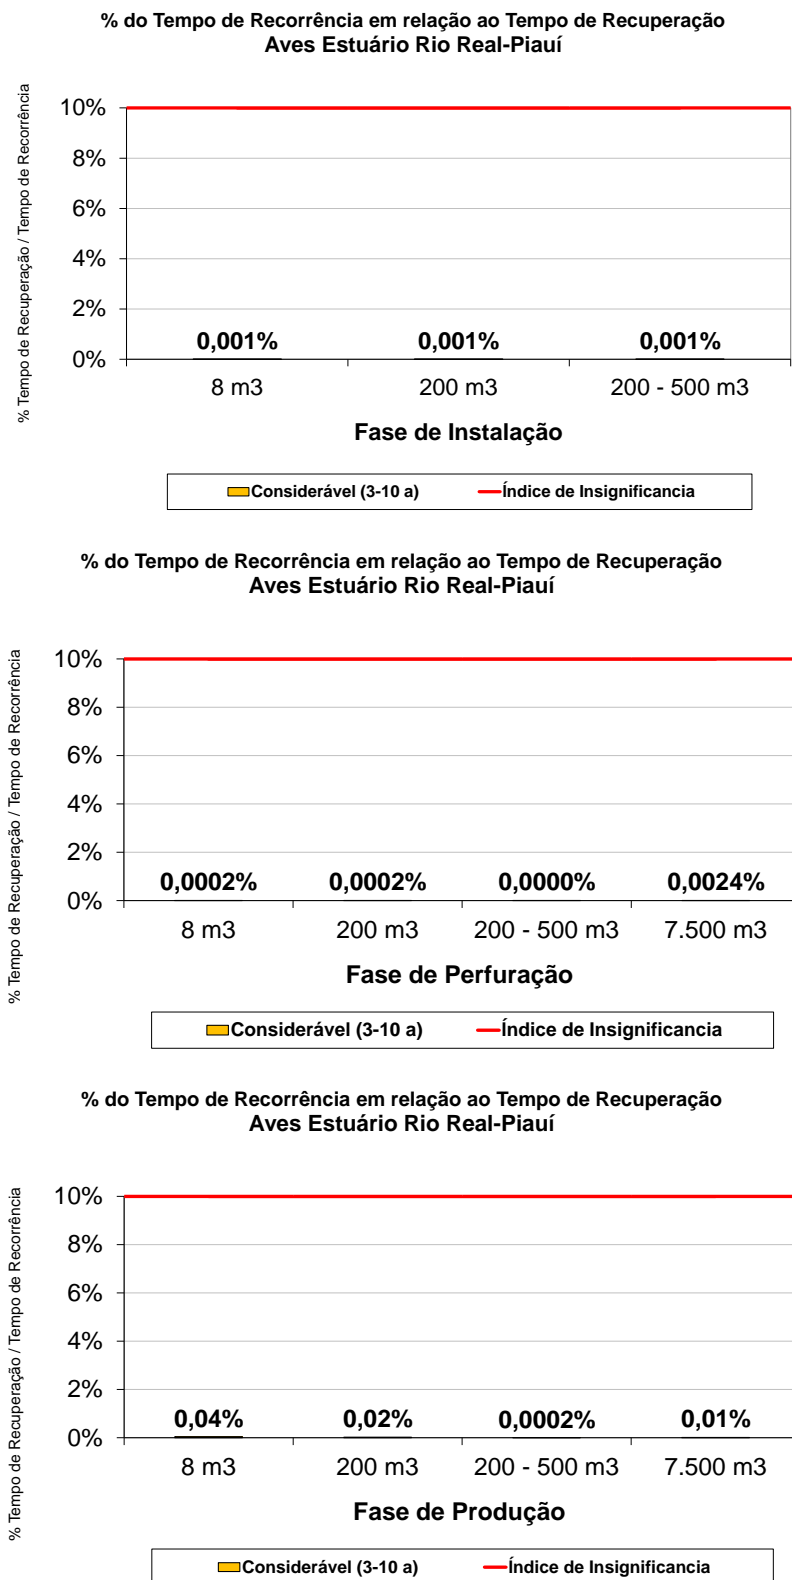 % do Tempo de Recorrência em relação ao Tempo de Recuperação
Aves Estuário Rio Real-Piauí
% Tempo de Recuperação / Tempo de Recorrência
10%
8%
6%
4%
2%
0%
0,001% 0,001% 0,001%
8 m3 200 m3 200 - 500 m3
Fase de Instalação
Considerável (3-10 a) Índice de Insignificancia
% do Tempo de Recorrência em relação ao Tempo de Recuperação
Aves Estuário Rio Real-Piauí
% Tempo de Recuperação / Tempo de Recorrência
10%
8%
6%
4%
2%
0%
0,0002% 0,0002% 0,0000% 0,0024%
8 m3 200 m3 200 - 500 m3 7.500 m3
Fase de Perfuração
Considerável (3-10 a) Índice de Insignificancia
% do Tempo de Recorrência em relação ao Tempo de Recuperação
Aves Estuário Rio Real-Piauí
% Tempo de Recuperação / Tempo de Recorrência
10%
8%
6%
4%
2%
0%
0,04% 0,02% 0,0002% 0,01%
8 m3 200 m3 200 - 500 m3 7.500 m3
Fase de Produção
Considerável (3-10 a) Índice de Insignificancia